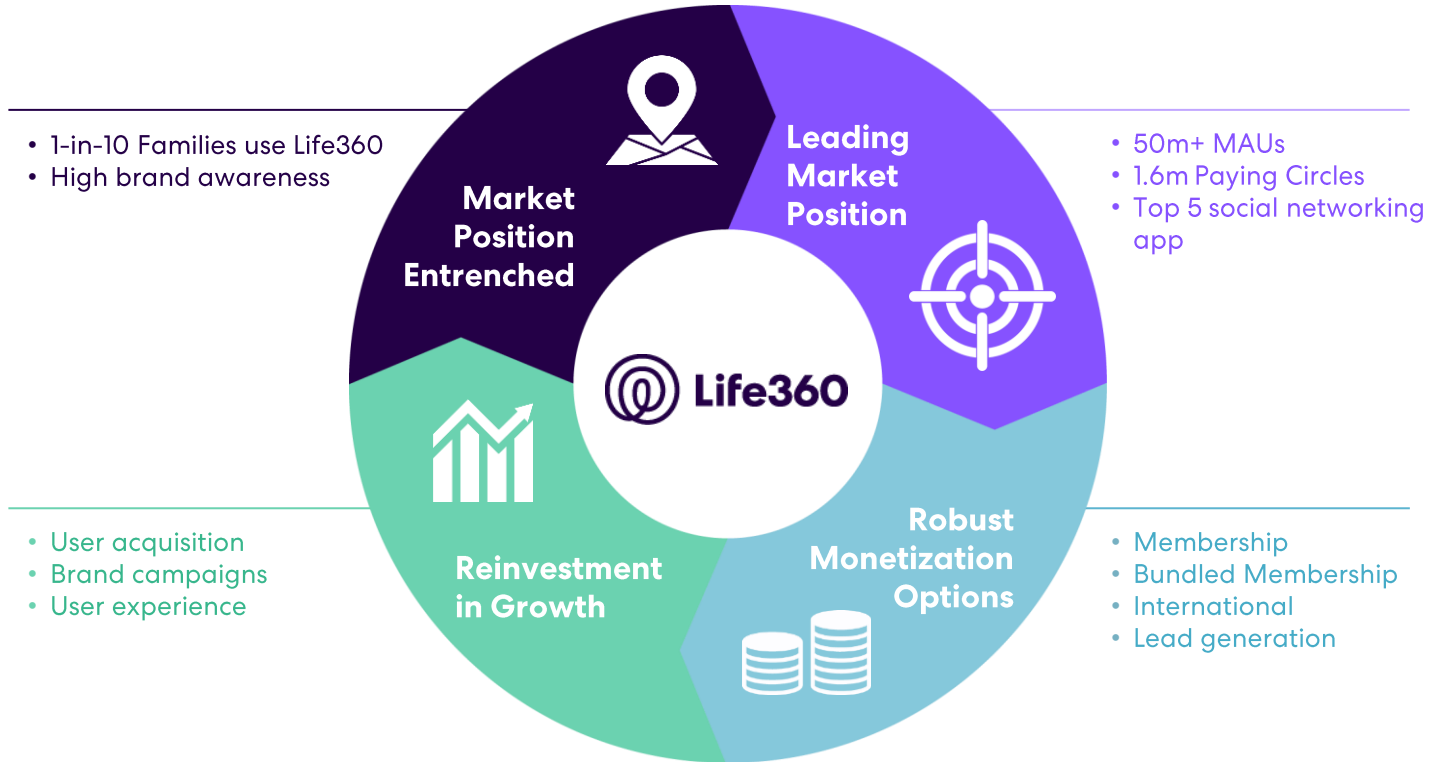 • 1-in-10 Families use Life360
• High brand awareness
Market
Position
Entrenched
Leading
Market
Position
• 50m+ MAUs
• 1.6m Paying Circles
• Top 5 social networking
app
Life360
• User acquisition
• Brand campaigns
• User experience
Reinvestment
in Growth
Robust
Monetization
Options
• Membership
• Bundled Membership
• International
• Lead generation